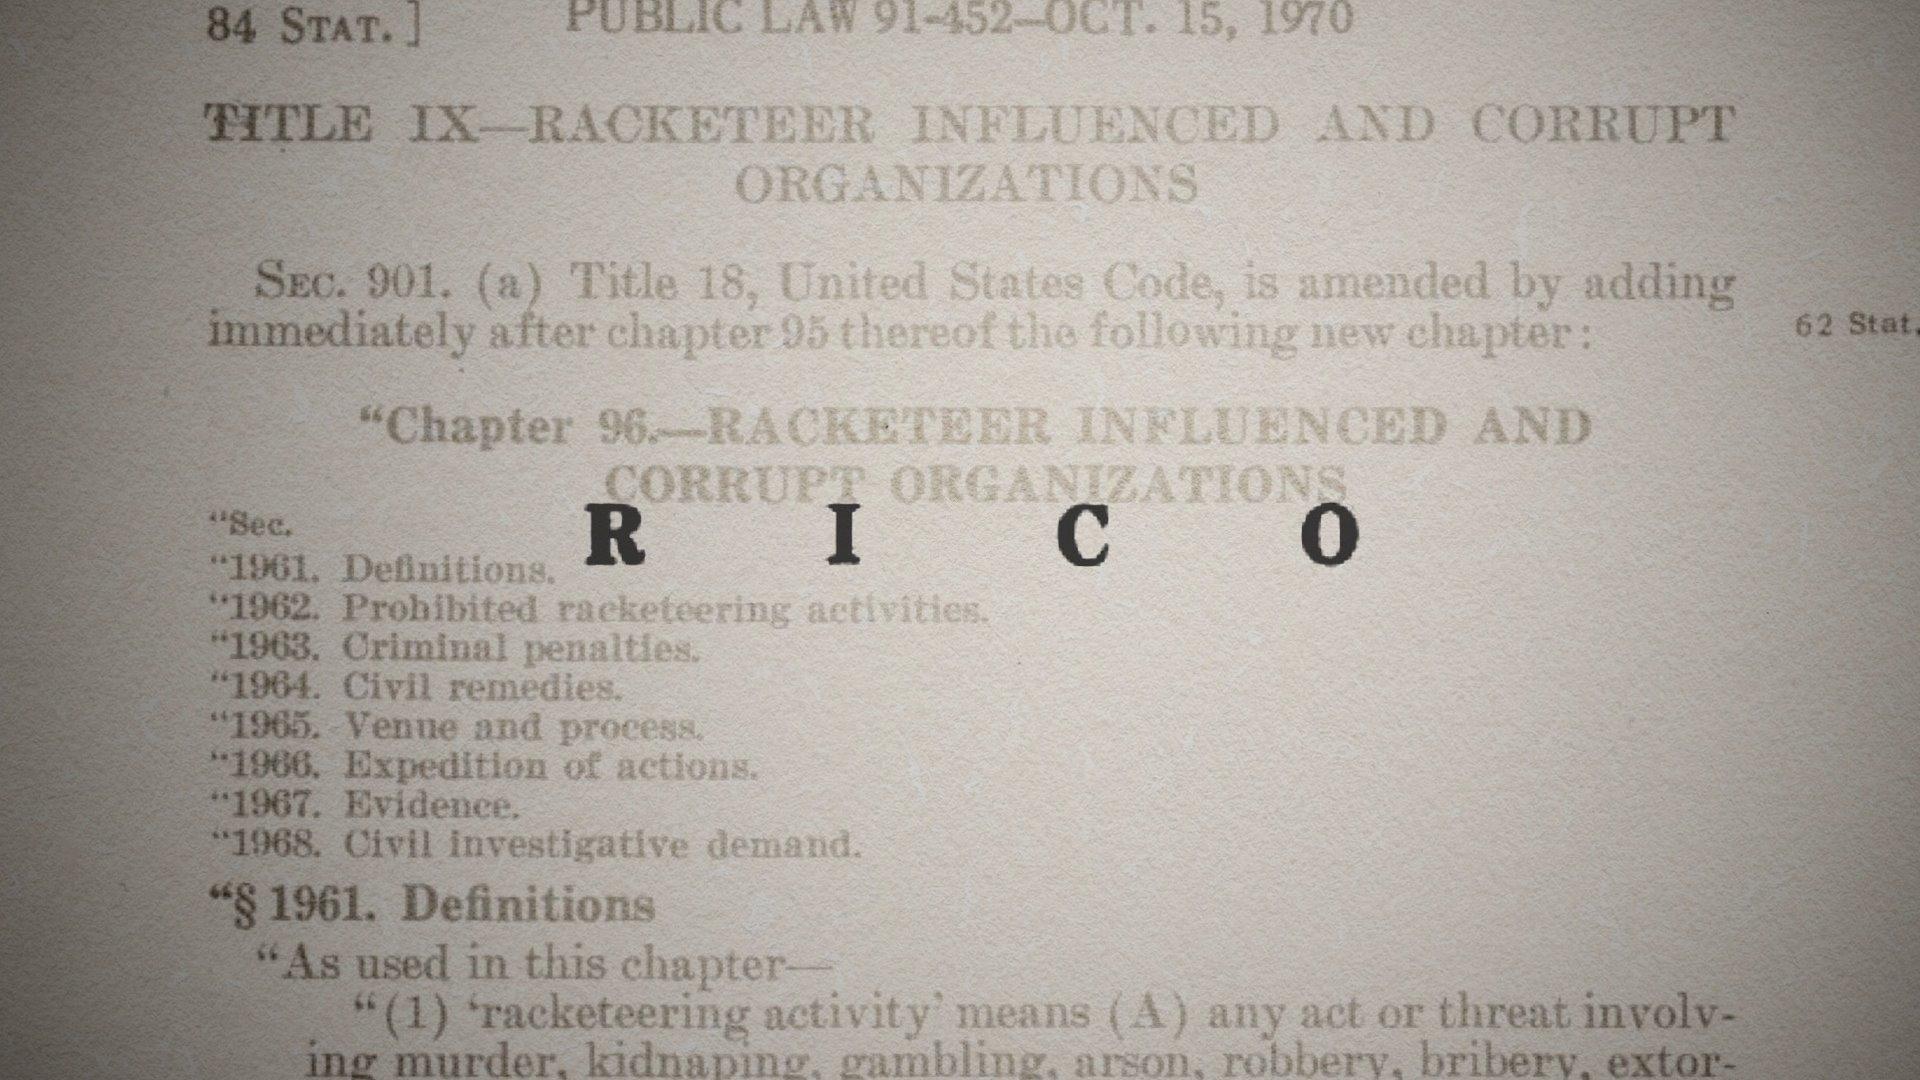 84 STAT. ]
PUBLIC LAW 91-452—OCT. 15, 1970
TITLE IX—RACKETEER INFLUENCED AND CORRUPT
ORGANIZATIONS
SEC. 901. (a) Title 18, United States Code, is amended by adding
immediately after chapter 95 thereof the following new chapter:
62 Stat.
“Chapter 96.—RACKETEER INFLUENCED AND
CORRUPT ORGANIZATIONS
R I C O
“Sec.
“1961. Definitions.
“1962. Prohibited racketeering activities.
“1963. Criminal penalties.
“1964. Civil remedies.
“1965. Venue and process.
“1966. Expedition of actions.
“1967. Evidence.
“1968. Civil investigative demand.
“§ 1961. Definitions
“As used in this chapter—
“(1) ‘racketeering activity’ means (A) any act or threat involv-
ing murder, kidnaping, gambling, arson, robbery, bribery, extor-